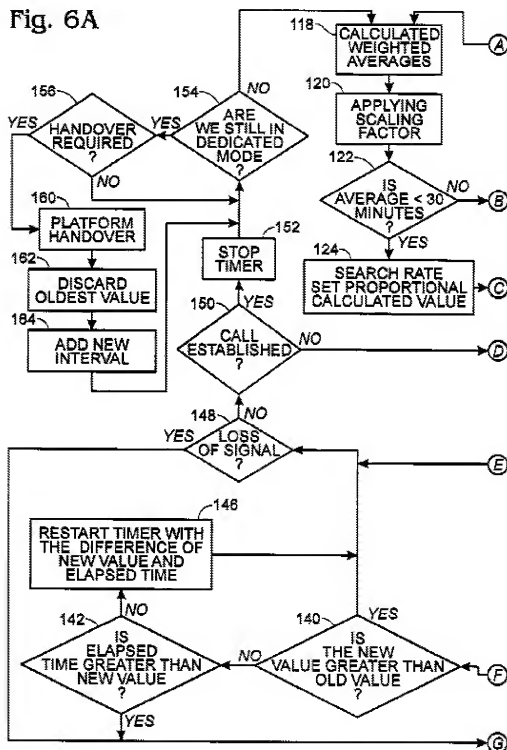 Fig. 6A
118
CALCULATED
WEIGHTED
AVERAGES
A
120
APPLYING
SCALING
FACTOR
122
IS
AVERAGE < 30
MINUTES
?
NO
B
YES
124
SEARCH RATE
SET PROPORTIONAL
CALCULATED VALUE
C
NO
154
ARE
WE STILL IN
DEDICATED
MODE
?
YES
156
HANDOVER
REQUIRED
?
YES
NO
160
PLATFORM
HANDOVER
162
DISCARD
OLDEST VALUE
164
ADD NEW
INTERVAL
152
STOP
TIMER
YES
150
CALL
ESTABLISHED
?
NO
D
NO
148
LOSS
OF SIGNAL
?
YES
E
146
RESTART TIMER WITH
THE DIFFERENCE OF
NEW VALUE AND
ELAPSED TIME
NO
142
IS
ELAPSED
TIME GREATER THAN
NEW VALUE
?
YES
NO
140
YES
IS
THE NEW
VALUE GREATER THAN
OLD VALUE
?
F
G